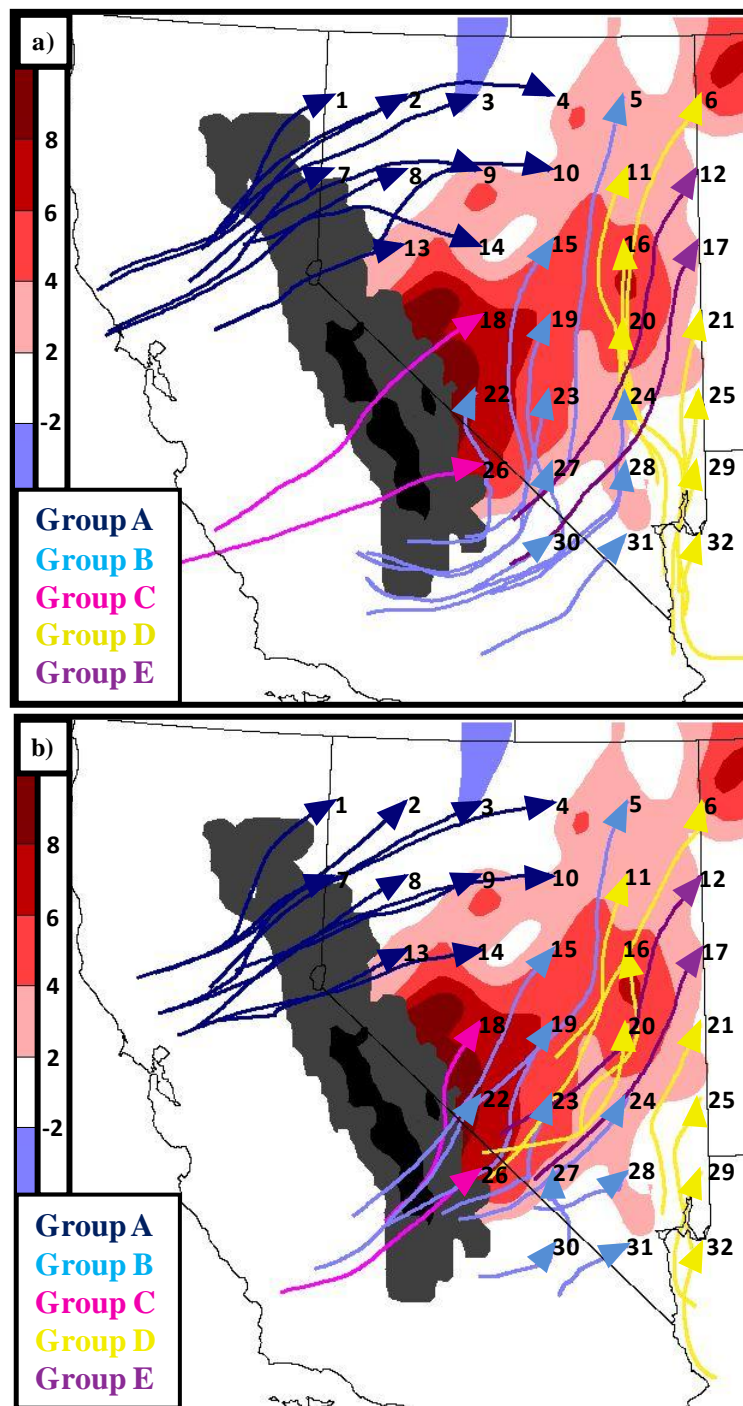 a)
1 2 3 4 5 6
7 8 9 10 11 12
13 14 15 16 17
18 19 20 21
22 23 24 25
26 27 28 29
30 31 32
8
6
4
2
-2
Group A
Group B
Group C
Group D
Group E
b)
1 2 3 4 5 6
7 8 9 10 11 12
13 14 15 16 17
18 19 20 21
22 23 24 25
26 27 28 29
30 31 32
8
6
4
2
-2
Group A
Group B
Group C
Group D
Group E